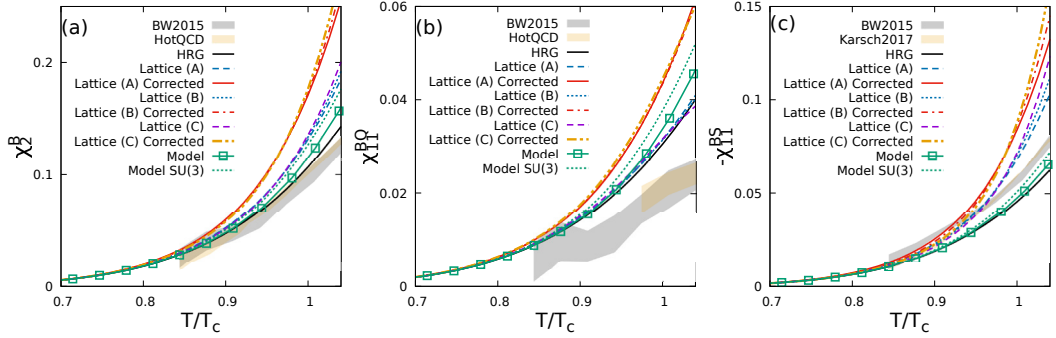 (a)
BW2015
HotQCD
HRG
Lattice (A)
Lattice (A) Corrected
Lattice (B)
Lattice (B) Corrected
Lattice (C)
Lattice (C) Corrected
Model
Model SU(3)
χ₂ᴮ
0
0.1
0.2
0.7
0.8
0.9
1
T/Tc
(b)
BW2015
HotQCD
HRG
Lattice (A)
Lattice (A) Corrected
Lattice (B)
Lattice (B) Corrected
Lattice (C)
Lattice (C) Corrected
Model
Model SU(3)
χ₁₁^BQ
0
0.02
0.04
0.06
0.7
0.8
0.9
1
T/Tc
(c)
BW2015
Karsch2017
HRG
Lattice (A)
Lattice (A) Corrected
Lattice (B)
Lattice (B) Corrected
Lattice (C)
Lattice (C) Corrected
Model
Model SU(3)
-χ₁₁^BS
0
0.05
0.1
0.15
0.7
0.8
0.9
1
T/Tc